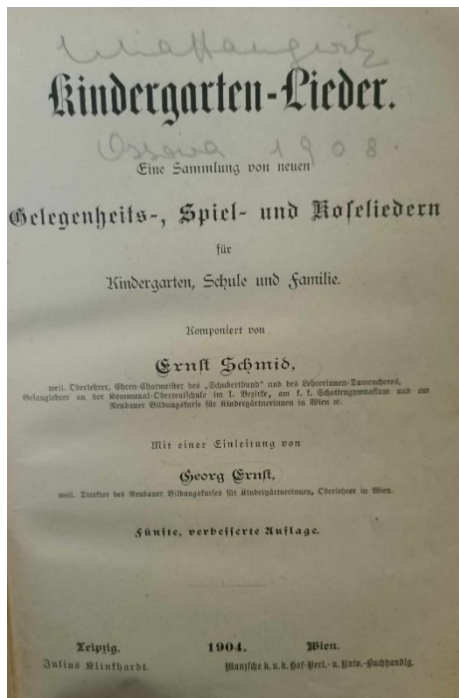 Kindergarten-Lieder.
1908.
Eine Sammlung von neuen
Gelegenheits-, Spiel- und Koseliedern
für
Kindergarten, Schule und Familie.
Komponiert von
Ernst Schmid,
weil. Oberlehrer, Ehren-Chormeister des „Schubertbund“ und des Lehrerinnen-Damenchores,
Gesanglehrer an der Kommunal-Oberrealschule im I. Bezirke, am k. k. Schottengymnasium und am
Neubauer Bildungskurse für Kindergärtnerinnen in Wien ꝛc.
Mit einer Einleitung von
Georg Ernst,
weil. Direktor des Neubauer Bildungskurses für Kindergärtnerinnen, Oberlehrer in Wien.
Fünfte, verbesserte Auflage.
Leipzig. 1904. Wien.
Julius Klinkhardt. Manzsche k. u. k. Hof-Verl.- u. Univ.-Buchhandlg.